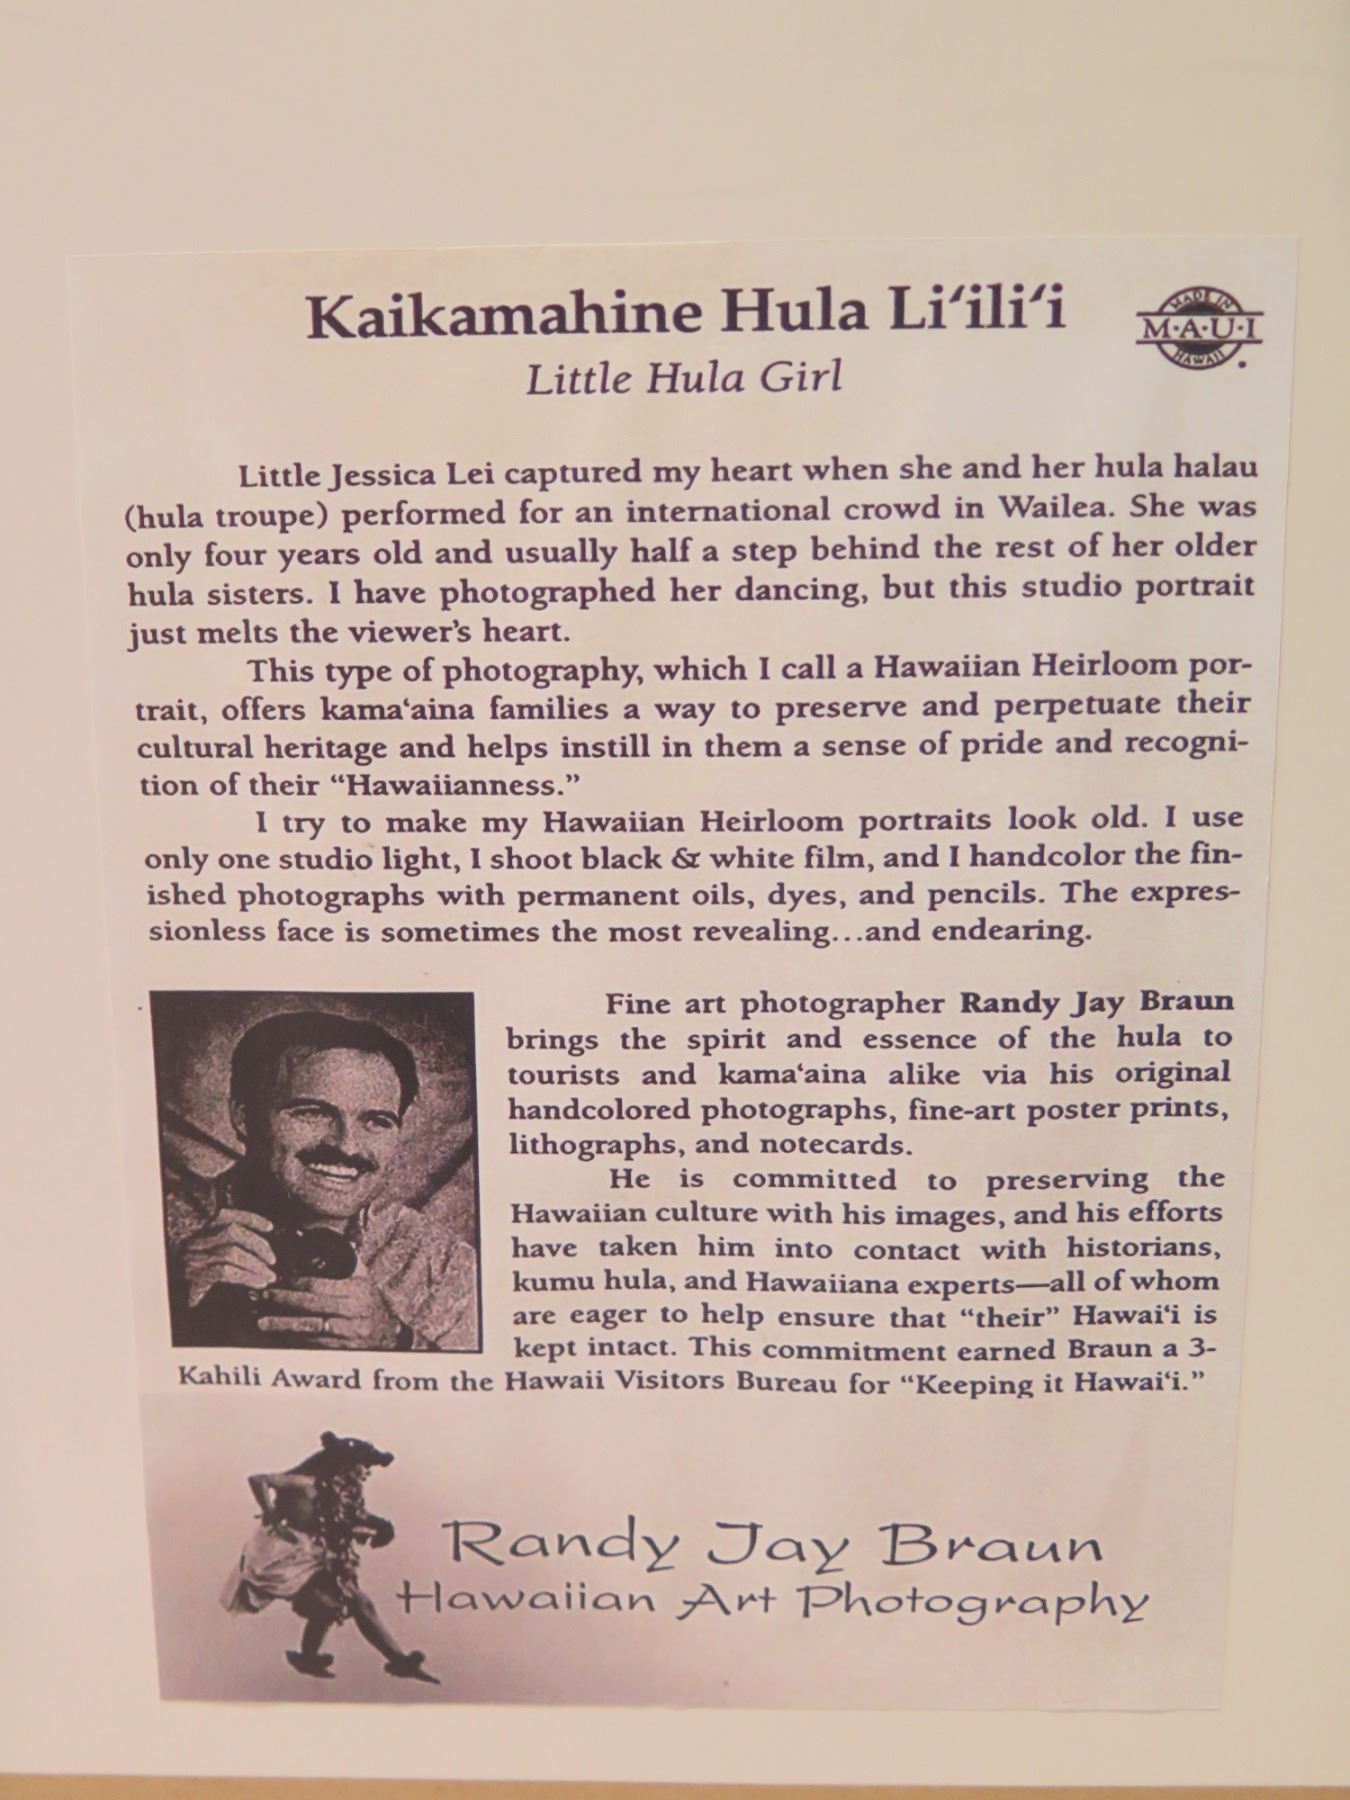 Kaikamahine Hula Liʻiliʻi
MADE IN
M·A·U·I
HAWAII
Little Hula Girl
Little Jessica Lei captured my heart when she and her hula halau
(hula troupe) performed for an international crowd in Wailea. She was
only four years old and usually half a step behind the rest of her older
hula sisters. I have photographed her dancing, but this studio portrait
just melts the viewer’s heart.
This type of photography, which I call a Hawaiian Heirloom por-
trait, offers kamaʻaina families a way to preserve and perpetuate their
cultural heritage and helps instill in them a sense of pride and recogni-
tion of their “Hawaiianness.”
I try to make my Hawaiian Heirloom portraits look old. I use
only one studio light, I shoot black & white film, and I handcolor the fin-
ished photographs with permanent oils, dyes, and pencils. The expres-
sionless face is sometimes the most revealing...and endearing.
Fine art photographer Randy Jay Braun
brings the spirit and essence of the hula to
tourists and kamaʻaina alike via his original
handcolored photographs, fine-art poster prints,
lithographs, and notecards.
He is committed to preserving the
Hawaiian culture with his images, and his efforts
have taken him into contact with historians,
kumu hula, and Hawaiiana experts—all of whom
are eager to help ensure that “their” Hawaiʻi is
kept intact. This commitment earned Braun a 3-
Kahili Award from the Hawaii Visitors Bureau for “Keeping it Hawaiʻi.”
Randy Jay Braun
Hawaiian Art Photography